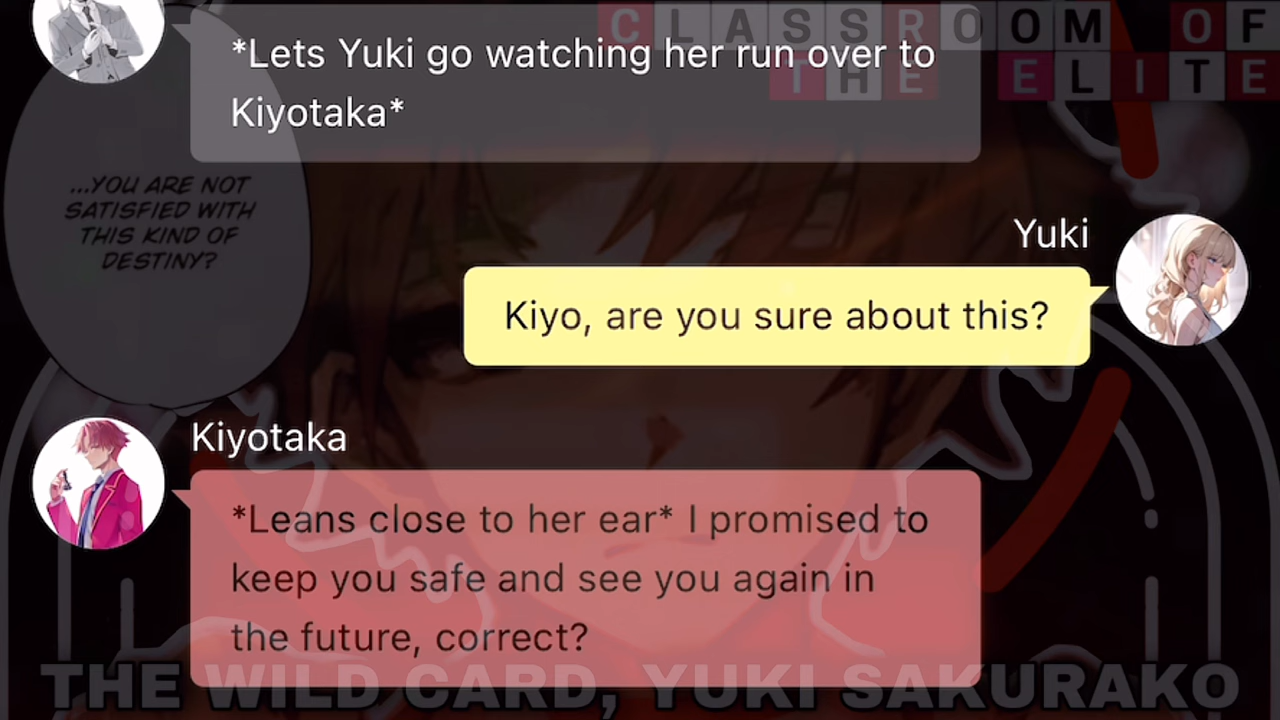 CLASSROOM OF
THE ELITE
*Lets Yuki go watching her run over to
Kiyotaka*
...YOU ARE NOT
SATISFIED WITH
THIS KIND OF
DESTINY?
Yuki
Kiyo, are you sure about this?
Kiyotaka
*Leans close to her ear* I promised to
keep you safe and see you again in
the future, correct?
THE WILD CARD, YUKI SAKURAKO